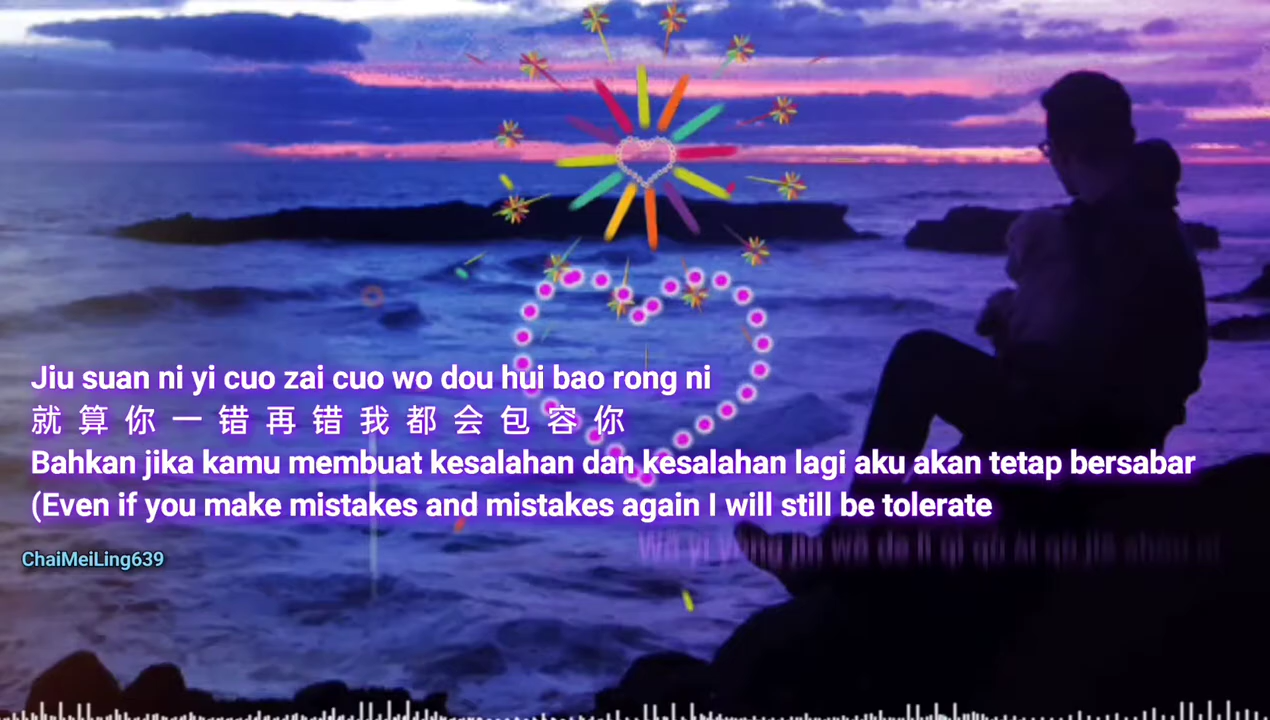 Jiu suan ni yi cuo zai cuo wo dou hui bao rong ni
就 算 你 一 错 再 错 我 都 会 包 容 你
Bahkan jika kamu membuat kesalahan dan kesalahan lagi aku akan tetap bersabar
(Even if you make mistakes and mistakes again I will still be tolerate
ChaiMeiLing639